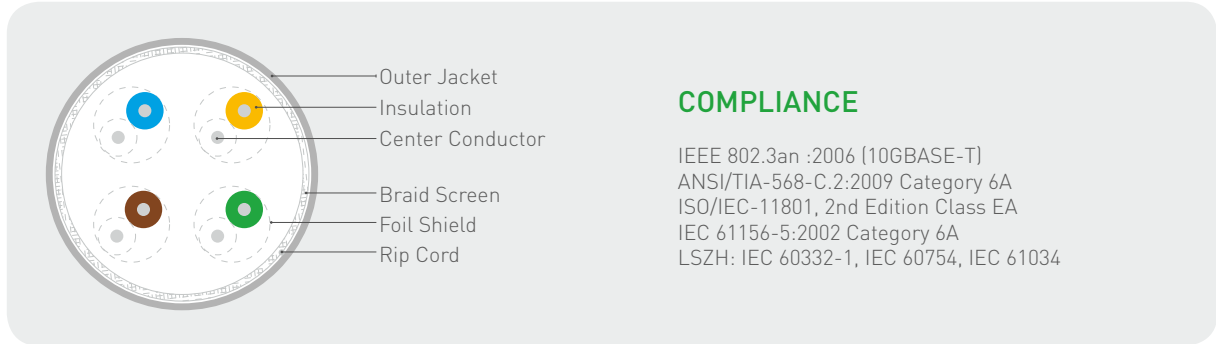 Outer Jacket
Insulation
Center Conductor
Braid Screen
Foil Shield
Rip Cord
COMPLIANCE
IEEE 802.3an :2006 (10GBASE-T)
ANSI/TIA-568-C.2:2009 Category 6A
ISO/IEC-11801, 2nd Edition Class EA
IEC 61156-5:2002 Category 6A
LSZH: IEC 60332-1, IEC 60754, IEC 61034